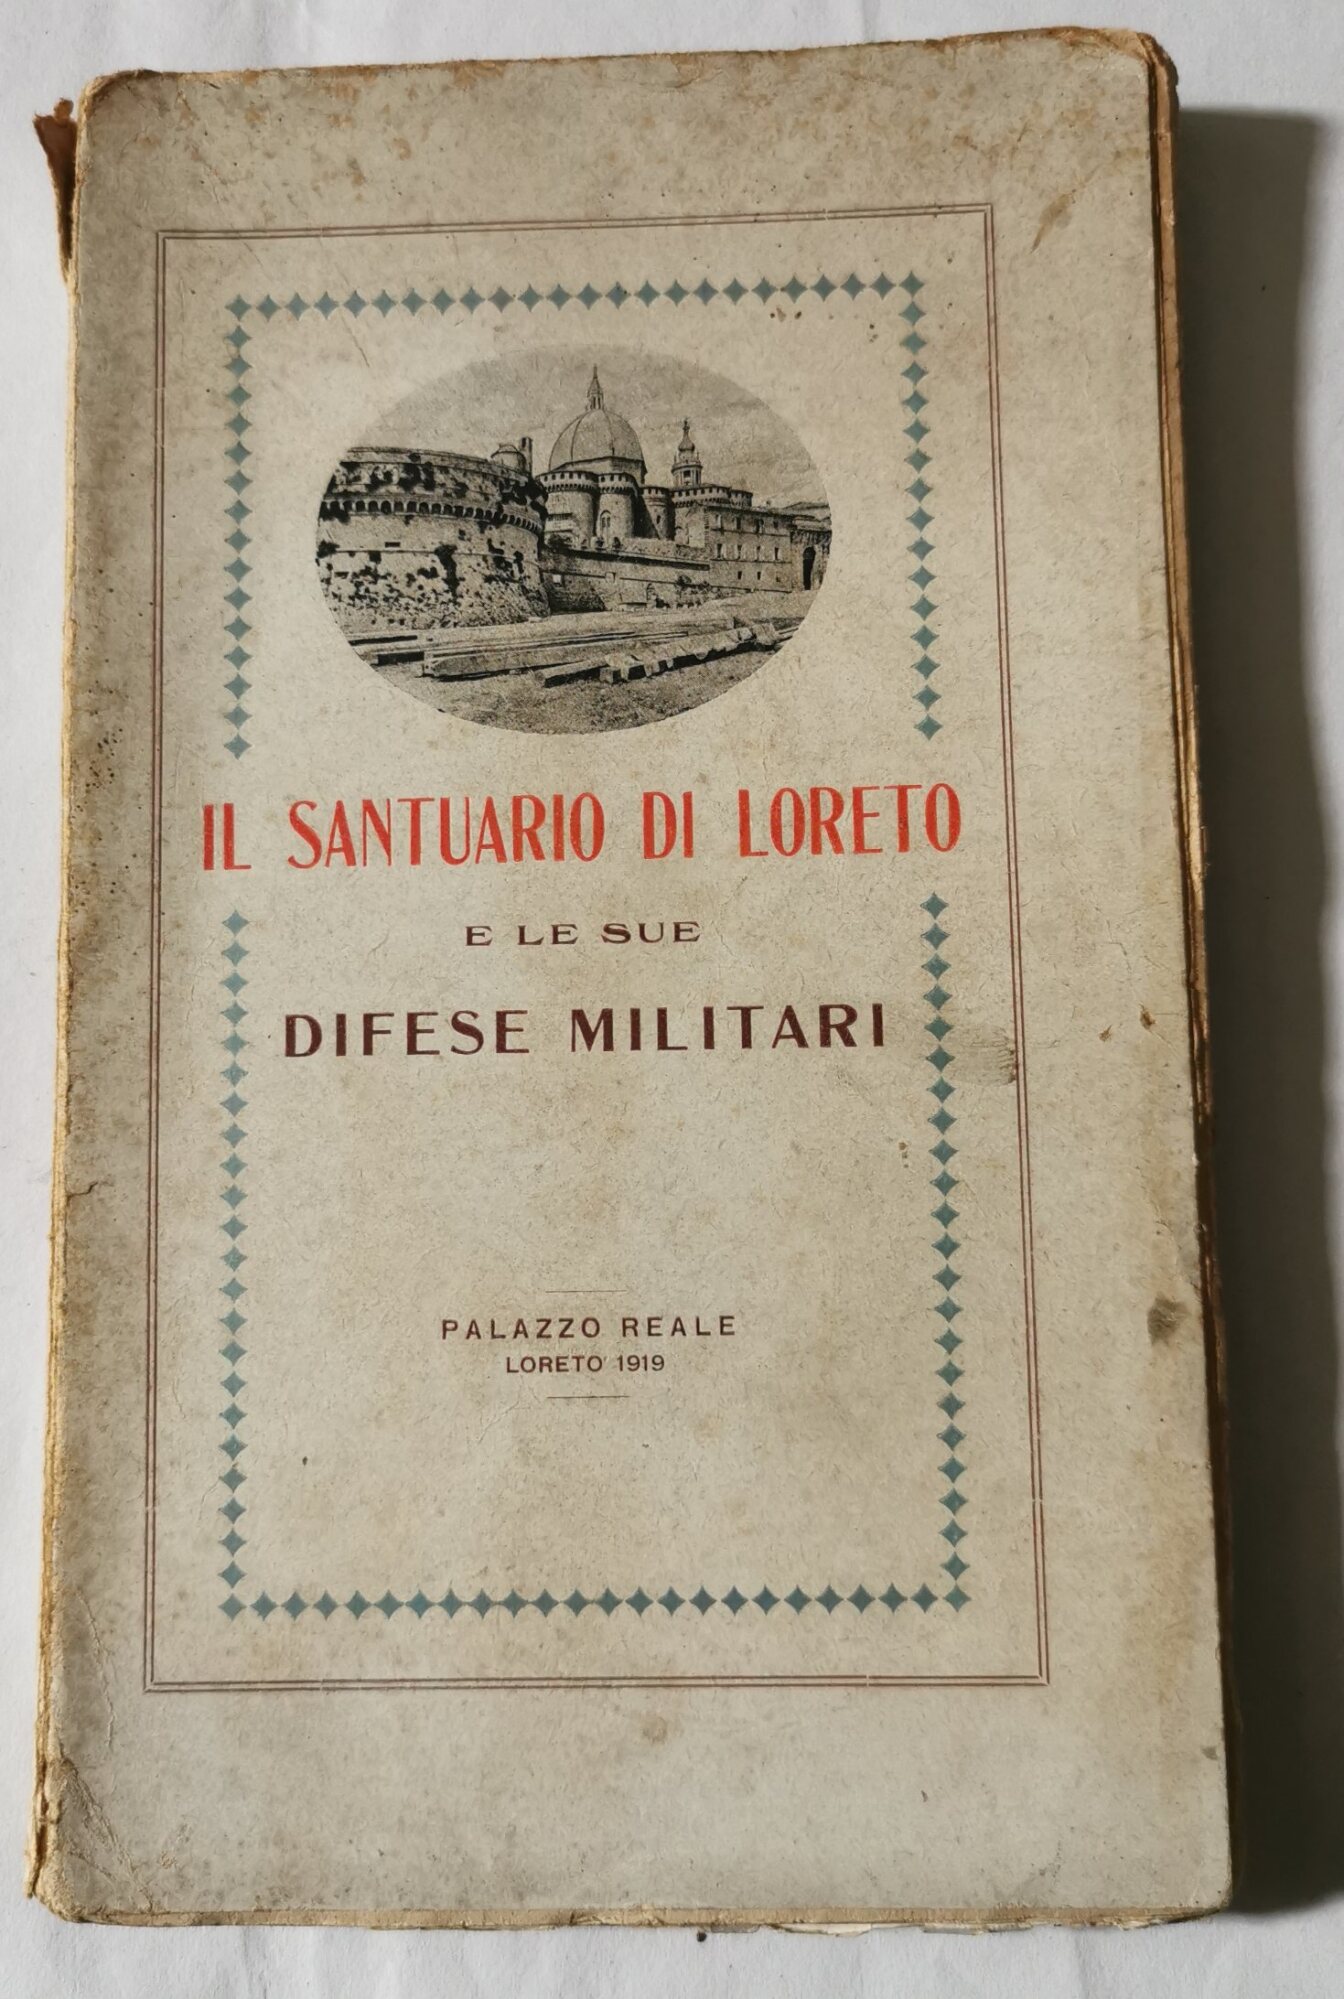 IL SANTUARIO DI LORETO
E LE SUE
DIFESE MILITARI
PALAZZO REALE
LORETO 1919